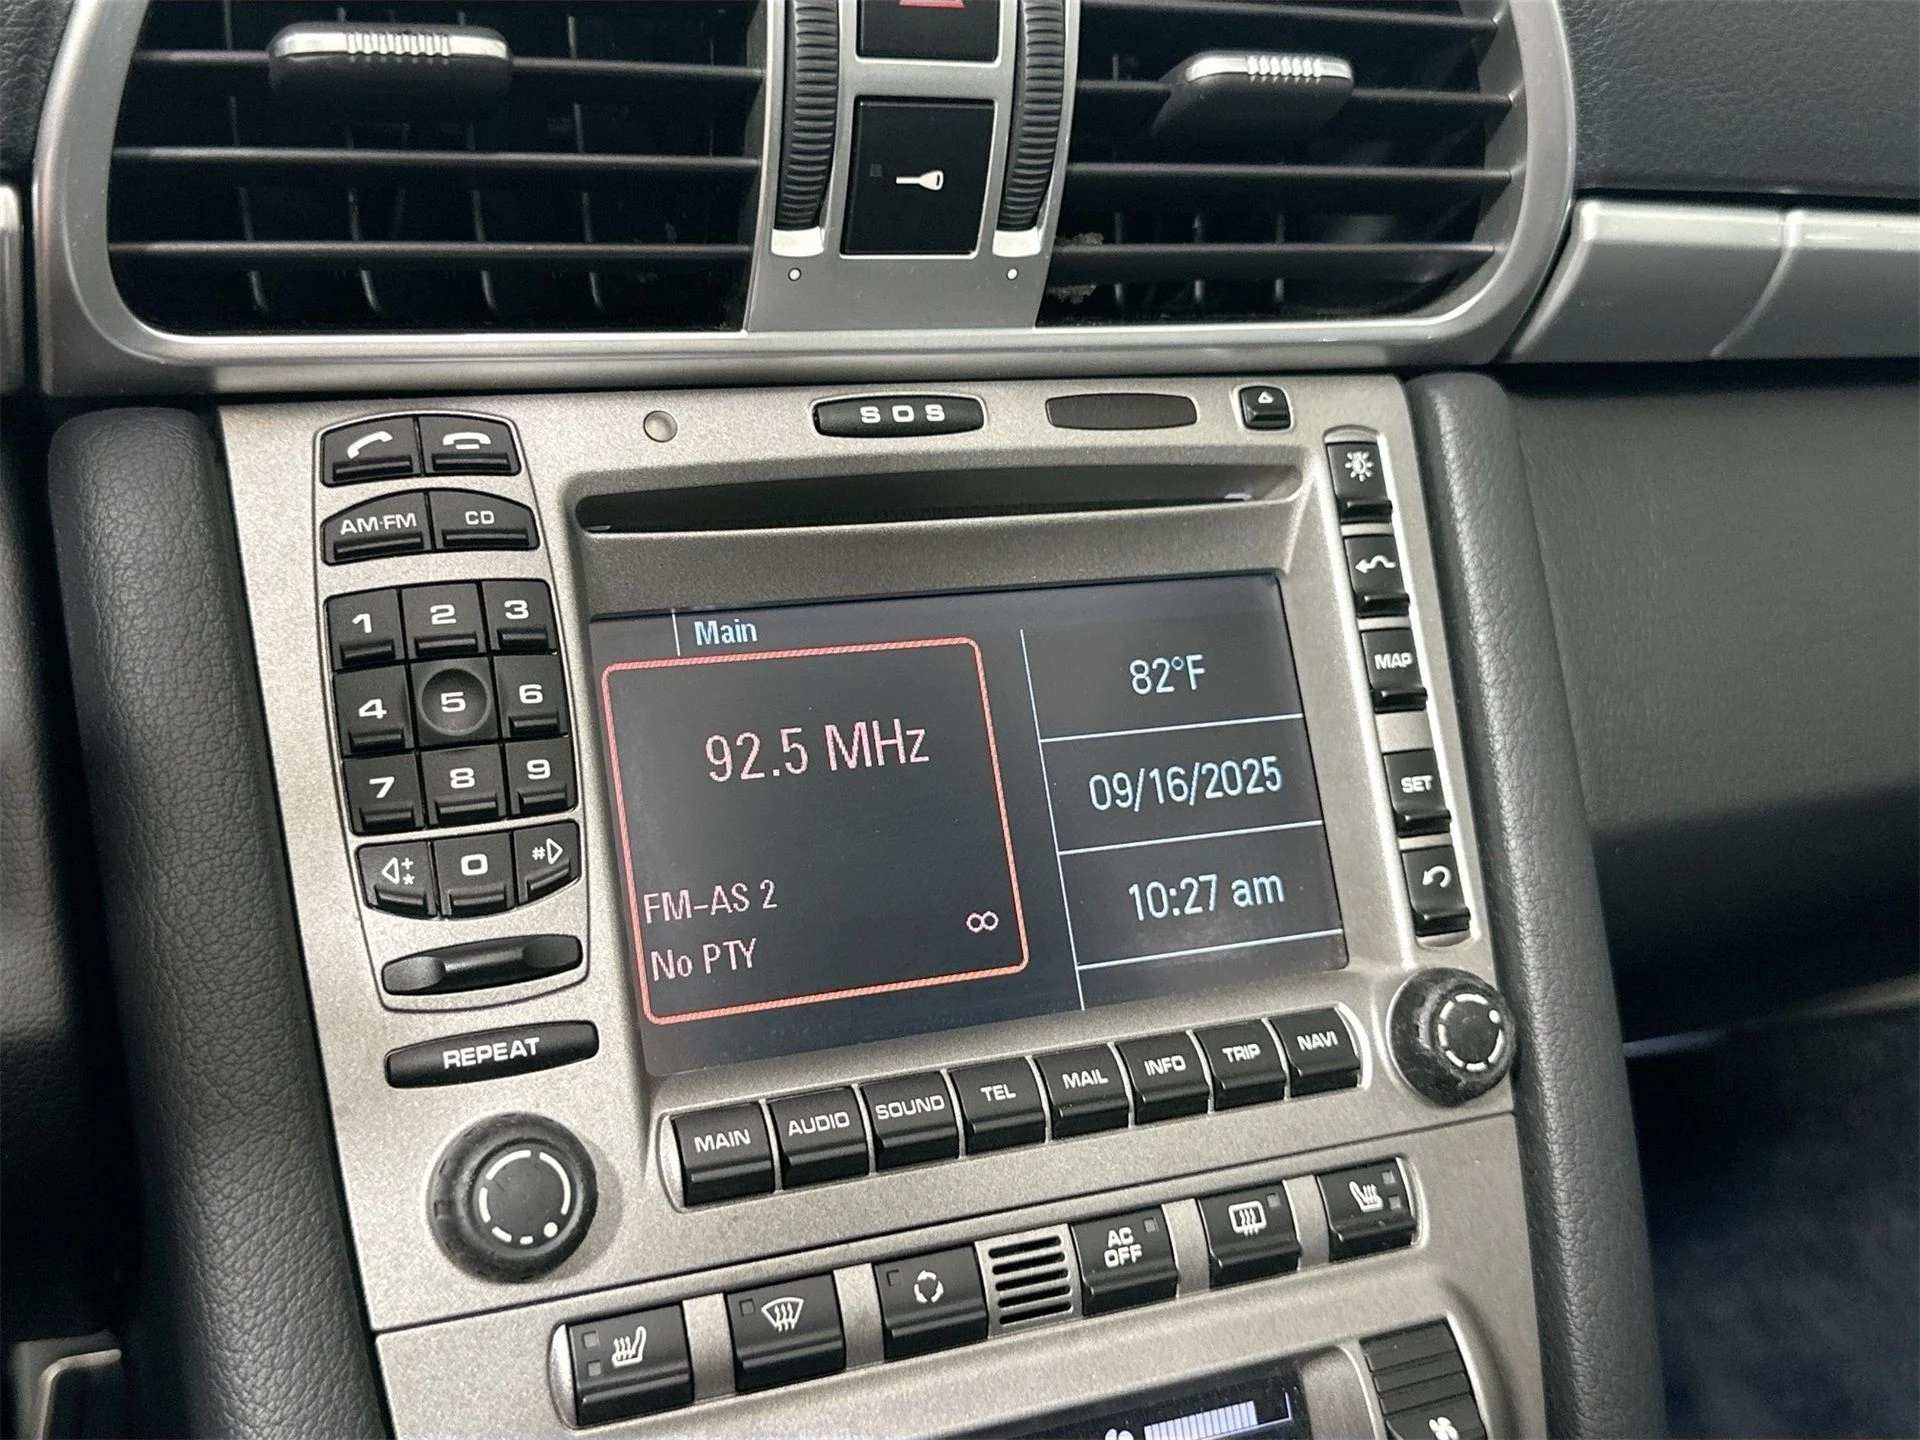 SOS
AM·FM
CD
1
2
3
4
5
6
7
8
9
*
+
0
#
REPEAT
Main
92.5 MHz
FM-AS 2
No PTY
∞
82°F
09/16/2025
10:27 am
MAP
SET
MAIN
AUDIO
SOUND
TEL
MAIL
INFO
TRIP
NAVI
AC
OFF